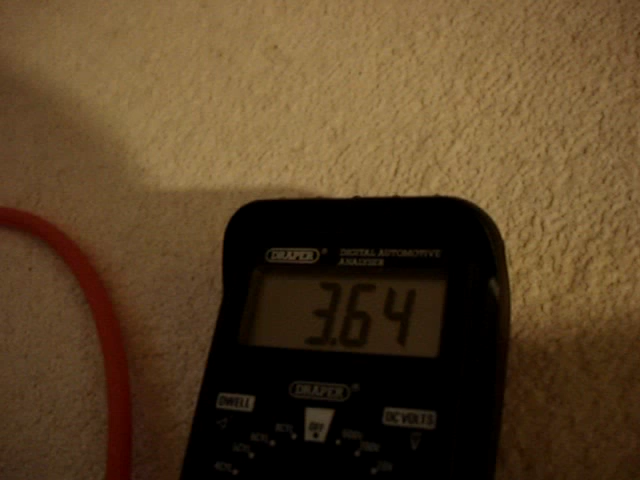 DRAPER®
DIGITAL AUTOMOTIVE
ANALYSER
3.64
DRAPER®
DWELL
OFF
DC VOLTS